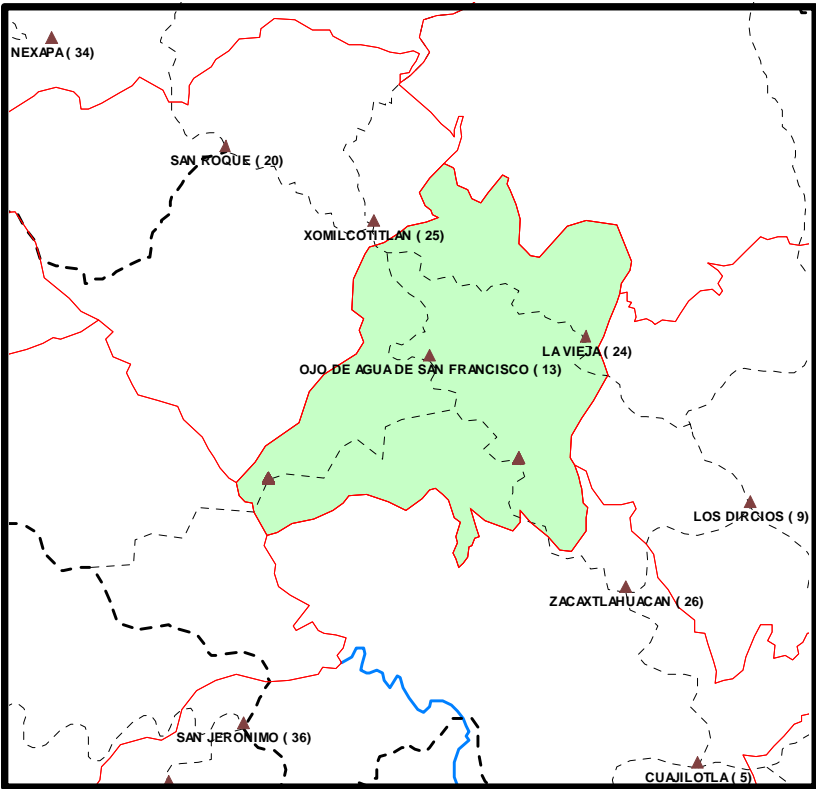 NEXAPA ( 34)
SAN ROQUE ( 20)
XOMILCOTITLAN ( 25)
LA VIEJA ( 24)
OJO DE AGUA DE SAN FRANCISCO ( 13)
LOS DIRCIOS ( 9)
ZACAXTLAHUACAN ( 26)
SAN JERONIMO ( 36)
CUAJILOTLA ( 5)